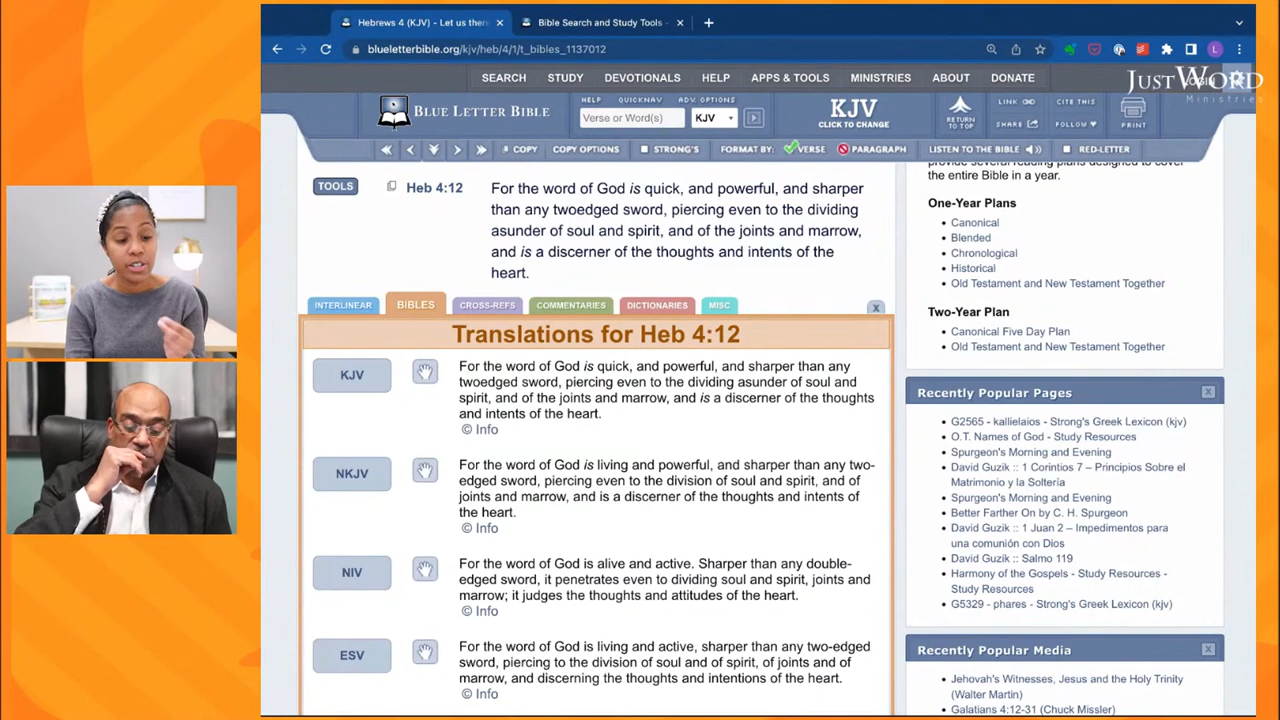 Hebrews 4 (KJV) - Let us ther
Bible Search and Study Tools -
blueletterbible.org/kjv/heb/4/1/t_bibles_1137012
SEARCH STUDY DEVOTIONALS HELP APPS & TOOLS MINISTRIES ABOUT DONATE
JUSTWORD
Ministries
BLUE LETTER BIBLE
HELP QUICKNAV ADV. OPTIONS
Verse or Word(s) KJV
KJV
CLICK TO CHANGE
RETURN
TO TOP
LINK CITE THIS
SHARE FOLLOW
PRINT
COPY COPY OPTIONS STRONG'S FORMAT BY: VERSE PARAGRAPH LISTEN TO THE BIBLE RED-LETTER
TOOLS Heb 4:12
For the word of God is quick, and powerful, and sharper
than any twoedged sword, piercing even to the dividing
asunder of soul and spirit, and of the joints and marrow,
and is a discerner of the thoughts and intents of the
heart.
INTERLINEAR BIBLES CROSS-REFS COMMENTARIES DICTIONARIES MISC X
Translations for Heb 4:12
KJV
For the word of God is quick, and powerful, and sharper than any
twoedged sword, piercing even to the dividing asunder of soul and
spirit, and of the joints and marrow, and is a discerner of the thoughts
and intents of the heart.
© Info
NKJV
For the word of God is living and powerful, and sharper than any two-
edged sword, piercing even to the division of soul and spirit, and of
joints and marrow, and is a discerner of the thoughts and intents of
the heart.
© Info
NIV
For the word of God is alive and active. Sharper than any double-
edged sword, it penetrates even to dividing soul and spirit, joints and
marrow; it judges the thoughts and attitudes of the heart.
© Info
ESV
For the word of God is living and active, sharper than any two-edged
sword, piercing to the division of soul and of spirit, of joints and of
marrow, and discerning the thoughts and intentions of the heart.
© Info
provide several reading plans designed to cover
the entire Bible in a year.
One-Year Plans
Canonical
Blended
Chronological
Historical
Old Testament and New Testament Together
Two-Year Plan
Canonical Five Day Plan
Old Testament and New Testament Together
Recently Popular Pages
G2565 - kallielaios - Strong's Greek Lexicon (kjv)
O.T. Names of God - Study Resources
Spurgeon's Morning and Evening
David Guzik :: 1 Corintios 7 – Principios Sobre el
Matrimonio y la Soltería
Spurgeon's Morning and Evening
Better Farther On by C. H. Spurgeon
David Guzik :: 1 Juan 2 – Impedimentos para
una comunión con Dios
David Guzik :: Salmo 119
Harmony of the Gospels - Study Resources -
Study Resources
G5329 - phares - Strong's Greek Lexicon (kjv)
Recently Popular Media
Jehovah's Witnesses, Jesus and the Holy Trinity
(Walter Martin)
Galatians 4:12-31 (Chuck Missler)